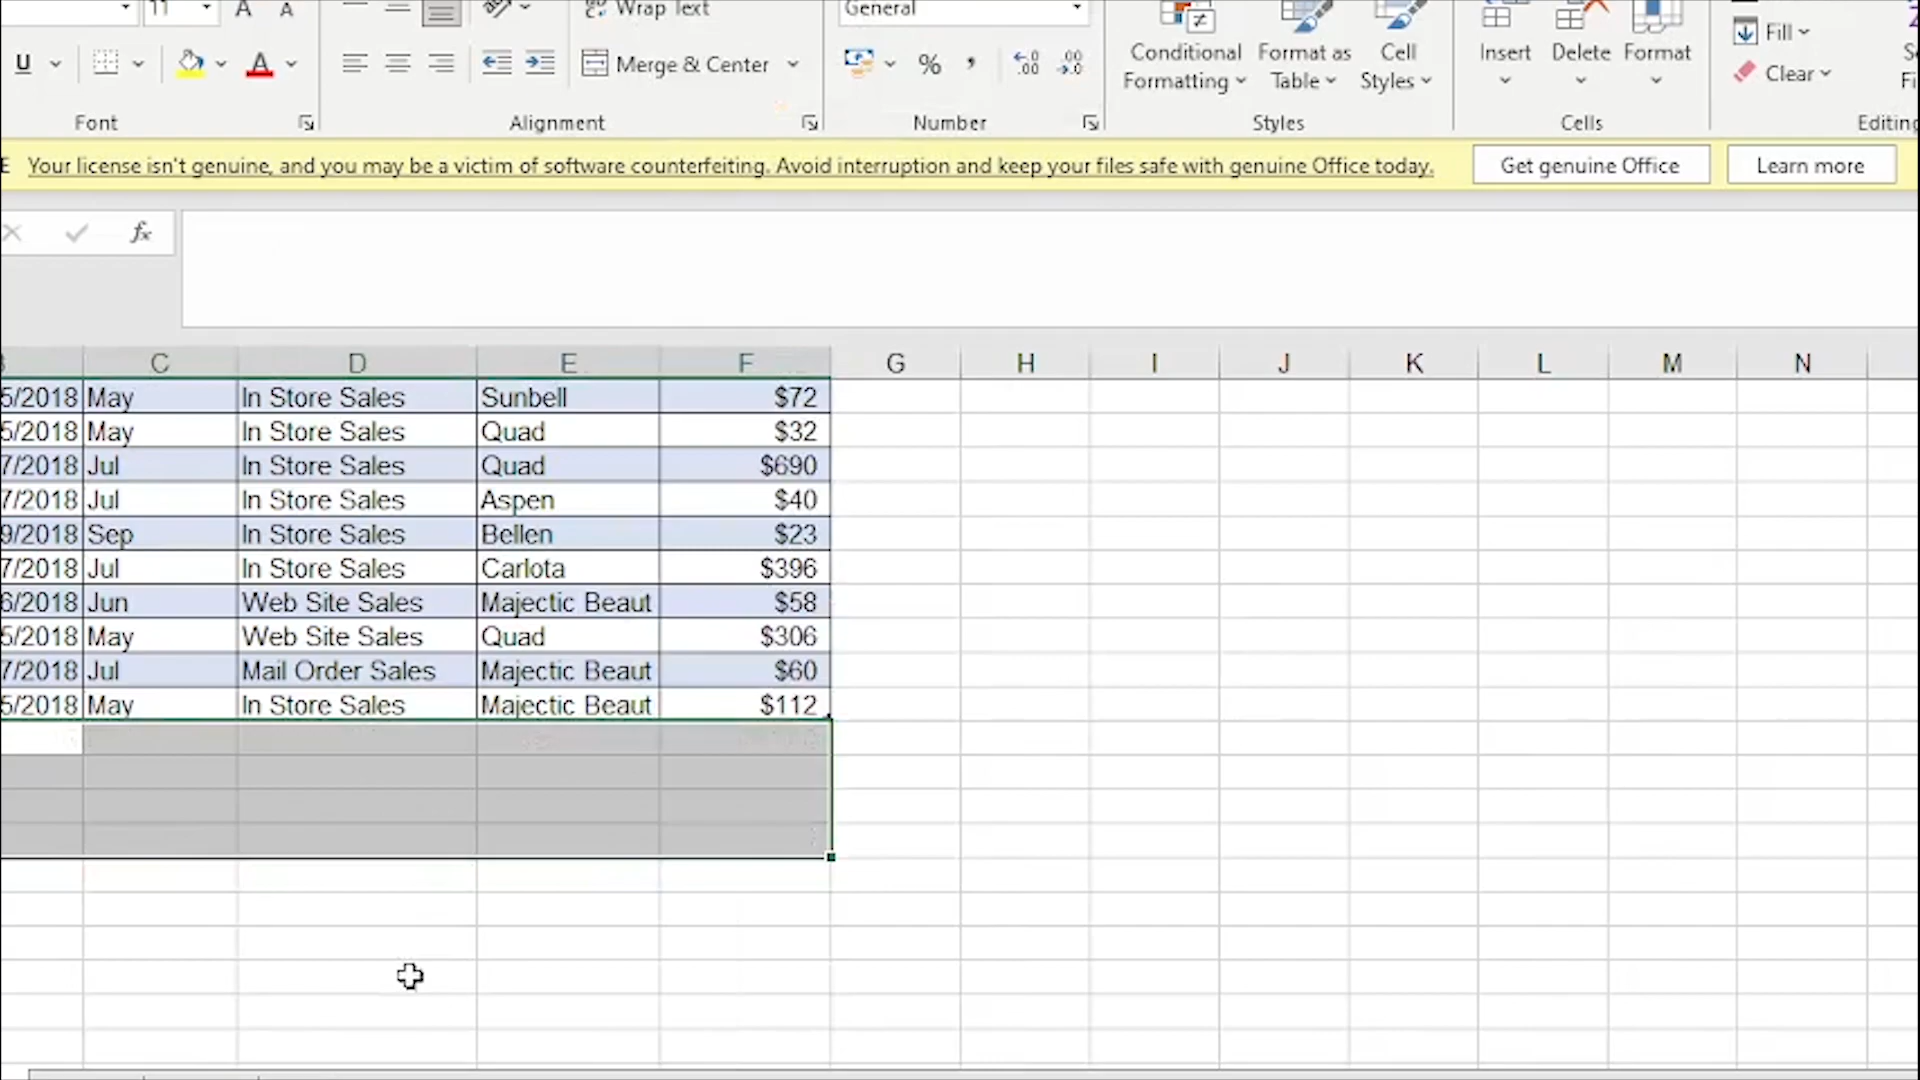 11 A A Wrap Text General
U A Merge & Center % , Conditional Formatting Format as Table Cell Styles Insert Delete Format Fill Clear
Font Alignment Number Styles Cells Editing
E Your license isn't genuine, and you may be a victim of software counterfeiting. Avoid interruption and keep your files safe with genuine Office today. Get genuine Office Learn more
fx
C D E F G H I J K L M N
5/2018 May In Store Sales Sunbell $72
5/2018 May In Store Sales Quad $32
7/2018 Jul In Store Sales Quad $690
7/2018 Jul In Store Sales Aspen $40
9/2018 Sep In Store Sales Bellen $23
7/2018 Jul In Store Sales Carlota $396
6/2018 Jun Web Site Sales Majectic Beaut $58
5/2018 May Web Site Sales Quad $306
7/2018 Jul Mail Order Sales Majectic Beaut $60
5/2018 May In Store Sales Majectic Beaut $112